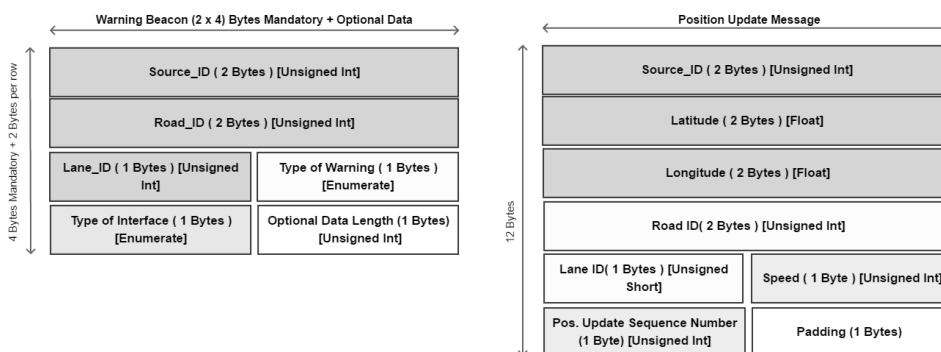 Warning Beacon (2 x 4) Bytes Mandatory + Optional Data
4 Bytes Mandatory + 2 Bytes per row
Source_ID ( 2 Bytes ) [Unsigned Int]
Road_ID ( 2 Bytes ) [Unsigned Int]
Lane_ID ( 1 Bytes ) [Unsigned
Int]
Type of Warning ( 1 Bytes )
[Enumerate]
Type of Interface ( 1 Bytes )
[Enumerate]
Optional Data Length (1 Bytes)
[Unsigned Int]
Position Update Message
12 Bytes
Source_ID ( 2 Bytes ) [Unsigned Int]
Latitude ( 2 Bytes ) [Float]
Longitude ( 2 Bytes ) [Float]
Road ID( 2 Bytes ) [Unsigned Int]
Lane ID( 1 Bytes ) [Unsigned
Short]
Speed ( 1 Byte ) [Unsigned Int]
Pos. Update Sequence Number
(1 Byte) [Unsigned Int]
Padding (1 Bytes)